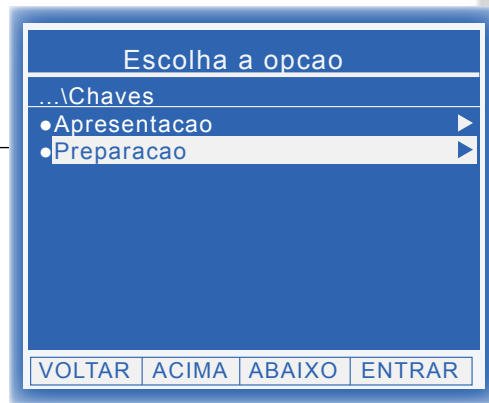 Escolha a opcao
...\Chaves
●Apresentacao
●Preparacao
VOLTAR ACIMA ABAIXO ENTRAR